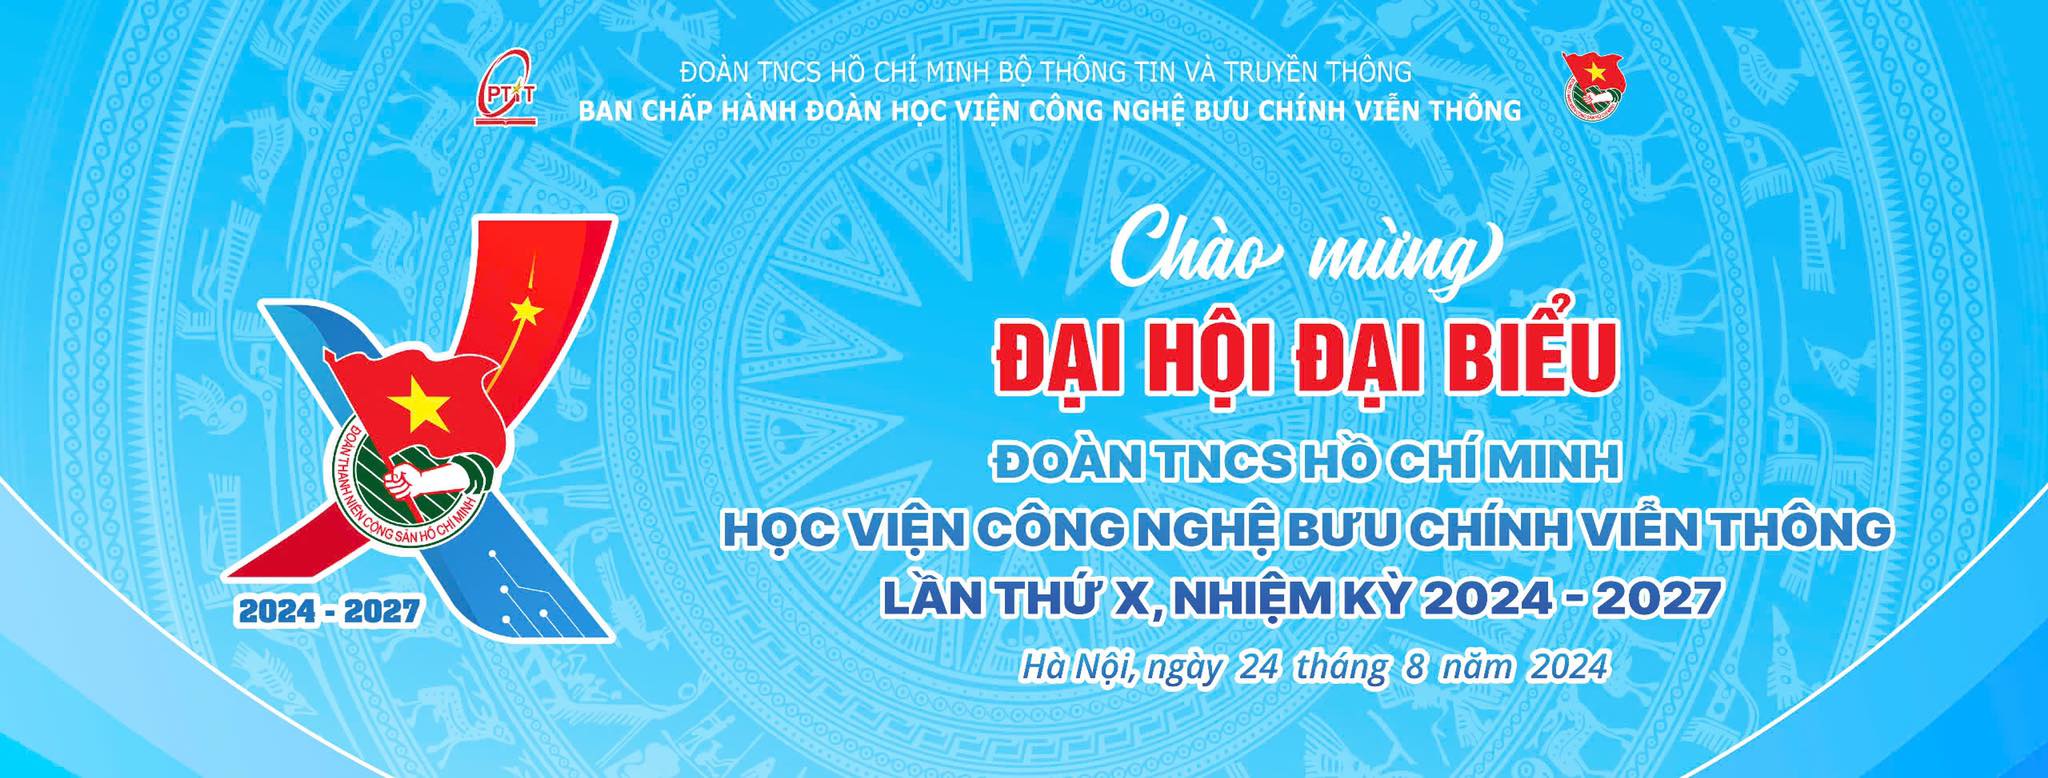 ĐOÀN TNCS HỒ CHÍ MINH BỘ THÔNG TIN VÀ TRUYỀN THÔNG
BAN CHẤP HÀNH ĐOÀN HỌC VIỆN CÔNG NGHỆ BƯU CHÍNH VIỄN THÔNG
PTIT
Chào mừng
ĐẠI HỘI ĐẠI BIỂU
ĐOÀN TNCS HỒ CHÍ MINH
HỌC VIỆN CÔNG NGHỆ BƯU CHÍNH VIỄN THÔNG
LẦN THỨ X, NHIỆM KỲ 2024 - 2027
Hà Nội, ngày 24 tháng 8 năm 2024
ĐOÀN THANH NIÊN CỘNG SẢN HỒ CHÍ MINH
2024 - 2027